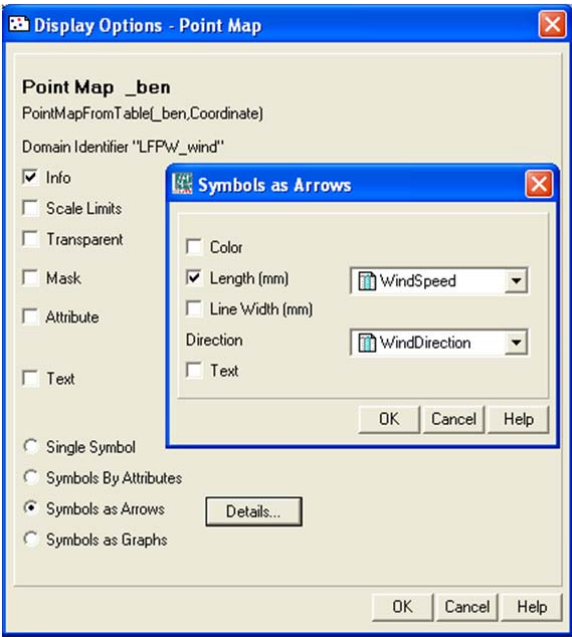 Display Options - Point Map
Point Map _ben
PointMapFromTable(_ben,Coordinate)
Domain Identifier "LFPW_wind"
Info
Scale Limits
Transparent
Mask
Attribute
Text
Symbols as Arrows
Color
Length (mm)
WindSpeed
Line Width (mm)
Direction
WindDirection
Text
OK
Cancel
Help
Single Symbol
Symbols By Attributes
Symbols as Arrows
Details...
Symbols as Graphs
OK
Cancel
Help